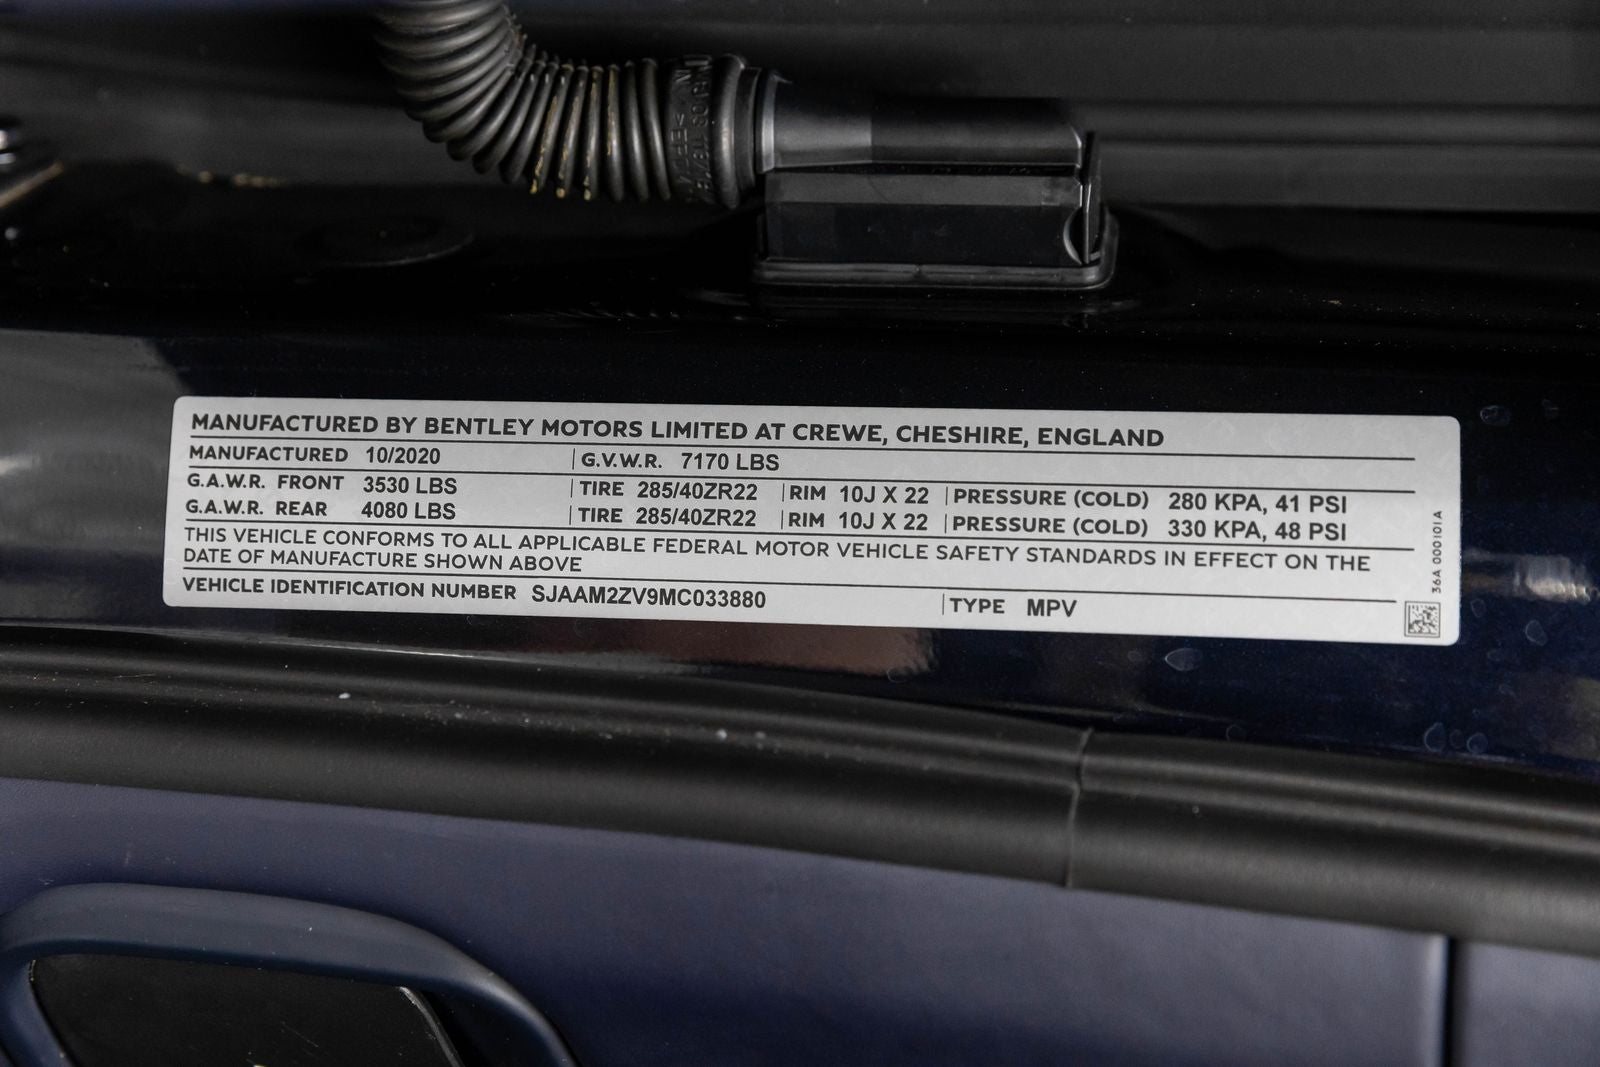 MANUFACTURED BY BENTLEY MOTORS LIMITED AT CREWE, CHESHIRE, ENGLAND
MANUFACTURED 10/2020 G.V.W.R. 7170 LBS
G.A.W.R. FRONT 3530 LBS TIRE 285/40ZR22 RIM 10J X 22 PRESSURE (COLD) 280 KPA, 41 PSI
G.A.W.R. REAR 4080 LBS TIRE 285/40ZR22 RIM 10J X 22 PRESSURE (COLD) 330 KPA, 48 PSI
THIS VEHICLE CONFORMS TO ALL APPLICABLE FEDERAL MOTOR VEHICLE SAFETY STANDARDS IN EFFECT ON THE
DATE OF MANUFACTURE SHOWN ABOVE
VEHICLE IDENTIFICATION NUMBER SJAAM2ZV9MC033880 TYPE MPV
36A 000101A